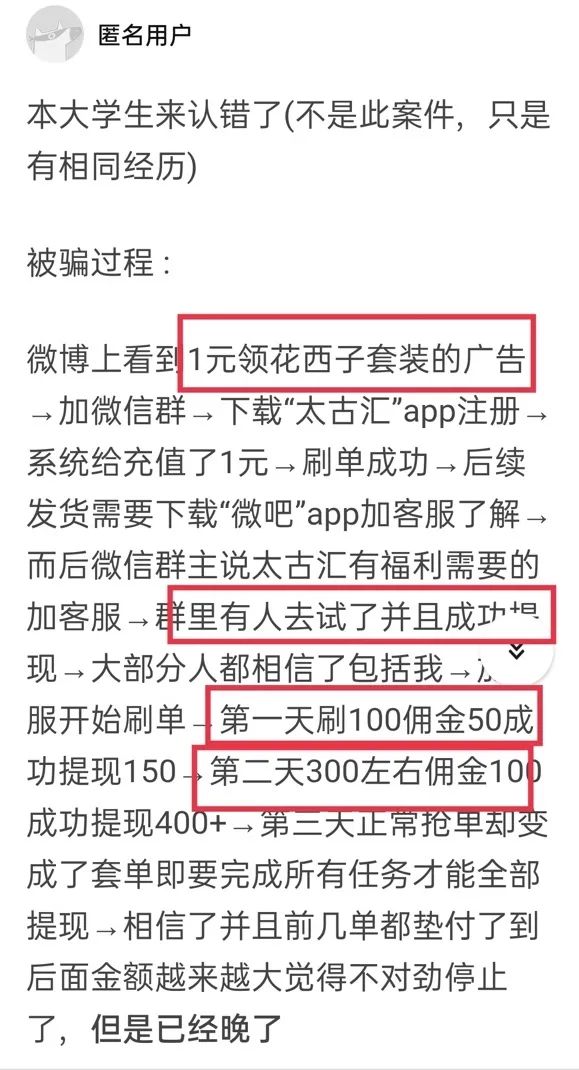 匿名用户
本大学生来认错了(不是此案件，只是
有相同经历)
被骗过程：
微博上看到1元领花西子套装的广告
→加微信群→下载“太古汇”app注册→
系统给充值了1元→刷单成功→后续
发货需要下载“微吧”app加客服了解→
而后微信群主说太古汇有福利需要的
加客服→群里有人去试了并且成功提
现→大部分人都相信了包括我→加
服开始刷单→第一天刷100佣金50成
功提现150→第二天300左右佣金100
成功提现400+→第三天正常抢单却变
成了套单即要完成所有任务才能全部
提现→相信了并且前几单都垫付了到
后面金额越来越大觉得不对劲停止
了，但是已经晚了